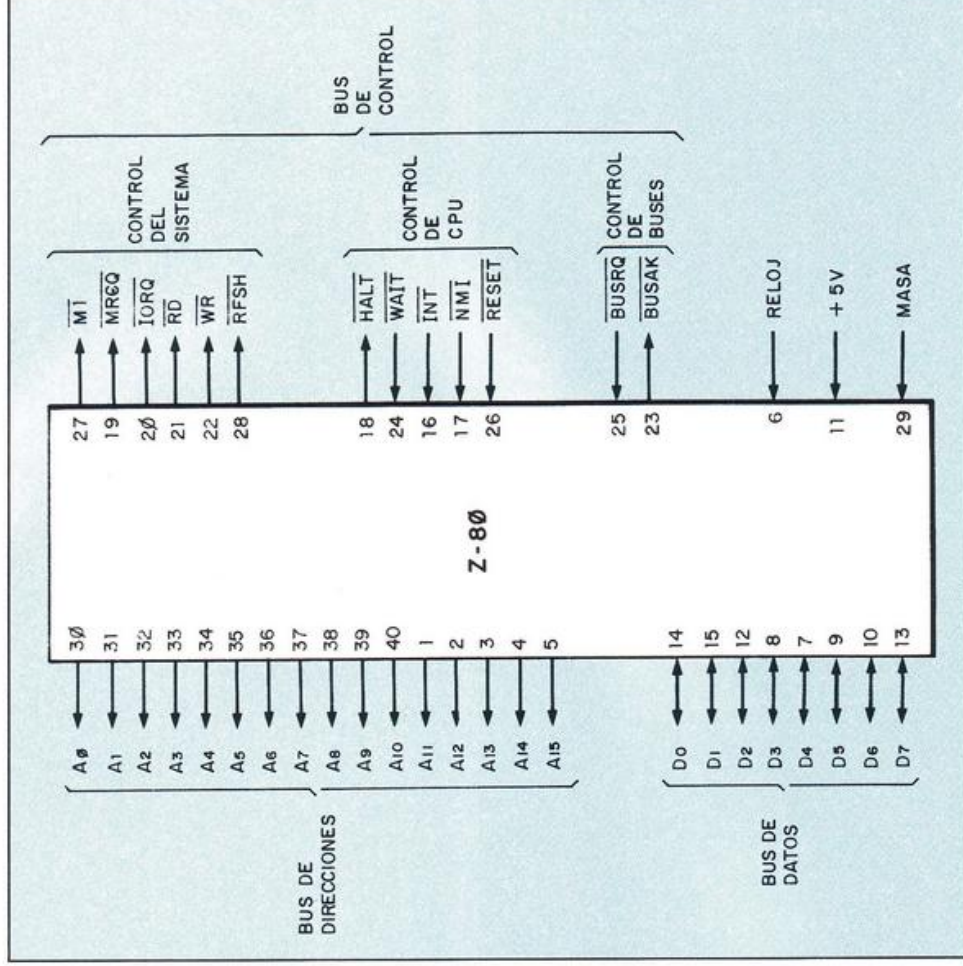 BUS DE
DIRECCIONES
A0
A1
A2
A3
A4
A5
A6
A7
A8
A9
A10
A11
A12
A13
A14
A15
30
31
32
33
34
35
36
37
38
39
40
1
2
3
4
5
BUS DE
DATOS
D0
D1
D2
D3
D4
D5
D6
D7
14
15
12
8
7
9
10
13
Z-80
27
19
20
21
22
28
M1
MREQ
IORQ
RD
WR
RFSH
CONTROL
DEL
SISTEMA
18
24
16
17
26
HALT
WAIT
INT
NMI
RESET
CONTROL
DE
CPU
25
23
BUSRQ
BUSAK
CONTROL
DE
BUSES
BUS
DE
CONTROL
6
RELOJ
11
+5V
29
MASA